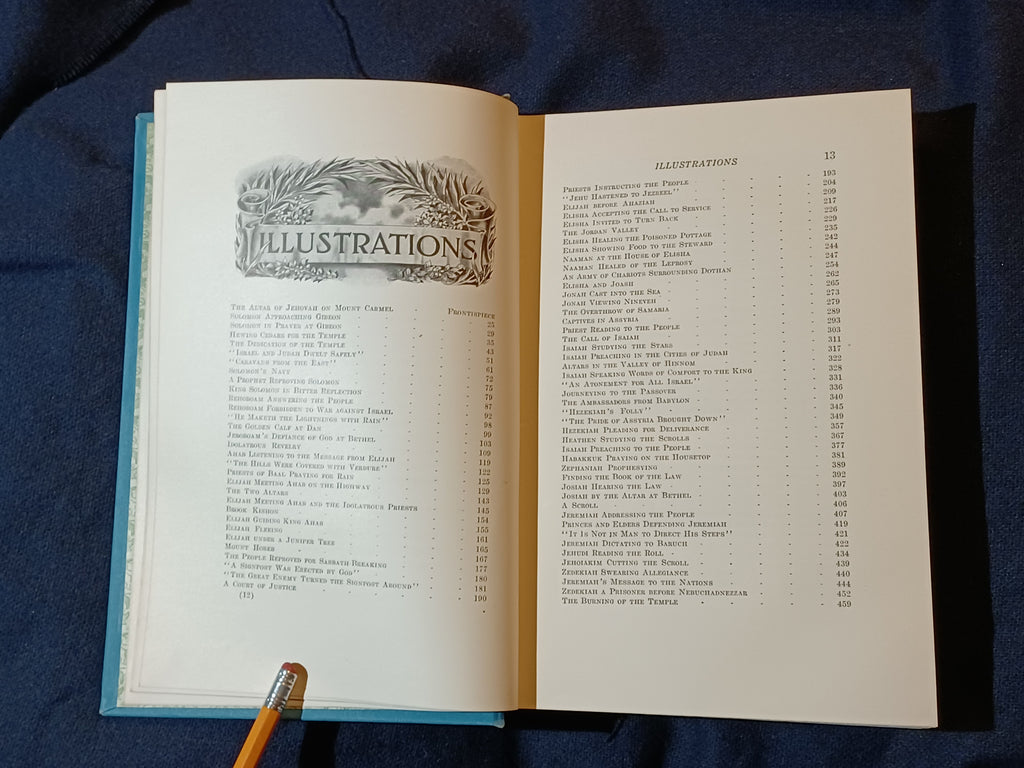 ILLUSTRATIONS
The Altar of Jehovah on Mount Carmel Frontispiece
Solomon Approaching Gibeon 25
Solomon in Prayer at Gibeon 29
Hewing Cedars for the Temple 35
The Dedication of the Temple 43
"Israel and Judah Dwelt Safely" 51
"Caravans from the East" 61
Solomon's Navy 72
A Prophet Reproving Solomon 75
King Solomon in Bitter Reflection 79
Rehoboam Answering the People 87
Rehoboam Forbidden to War against Israel 92
"He Maketh the Lightnings with Rain" 98
The Golden Calf at Dan 99
Jeroboam's Defiance of God at Bethel 103
Idolatrous Revelry 109
Ahab Listening to the Message from Elijah 119
"The Hills Were Covered with Verdure" 122
Priests of Baal Praying for Rain 125
Elijah Meeting Ahab on the Highway 129
The Two Altars 143
Elijah Meeting Ahab and the Idolatrous Priests 145
Brook Kishon 154
Elijah Guiding King Ahab 155
Elijah Fleeing 161
Elijah under a Juniper Tree 165
Mount Horeb 167
The People Reproved for Sabbath Breaking 177
"A Signpost Was Erected by God" 180
"The Great Enemy Turned the Signpost Around" 181
A Court of Justice 190
(12)
ILLUSTRATIONS 13
Priests Instructing the People 193
"Jehu Hastened to Jezreel" 204
Elijah before Ahaziah 209
Elisha Accepting the Call to Service 217
Elisha Invited to Turn Back 226
The Jordan Valley 229
Elisha Healing the Poisoned Pottage 235
Elisha Showing Food to the Steward 242
Naaman at the House of Elisha 244
Naaman Healed of the Leprosy 247
An Army of Chariots Surrounding Dothan 254
Elisha and Joash 262
Jonah Cast into the Sea 265
Jonah Viewing Nineveh 273
The Overthrow of Samaria 279
Captives in Assyria 289
Priest Reading to the People 293
The Call of Isaiah 303
Isaiah Studying the Stars 311
Isaiah Preaching in the Cities of Judah 317
Altars in the Valley of Hinnom 322
Isaiah Speaking Words of Comfort to the King 328
"An Atonement for All Israel" 331
Journeying to the Passover 336
The Ambassadors from Babylon 340
"Hezekiah's Folly" 345
"The Pride of Assyria Brought Down" 349
Hezekiah Pleading for Deliverance 357
Heathen Studying the Scrolls 367
Isaiah Preaching to the People 377
Habakkuk Praying on the Housetop 381
Zephaniah Prophesying 389
Finding the Book of the Law 392
Josiah Hearing the Law 397
Josiah by the Altar at Bethel 403
A Scroll 406
Jeremiah Addressing the People 407
Princes and Elders Defending Jeremiah 419
"It Is Not in Man to Direct His Steps" 421
Jeremiah Dictating to Baruch 422
Jehudi Reading the Roll 434
Jehoiakim Cutting the Scroll 439
Zedekiah Swearing Allegiance 440
Jeremiah's Message to the Nations 444
Zedekiah a Prisoner before Nebuchadnezzar 452
The Burning of the Temple 459